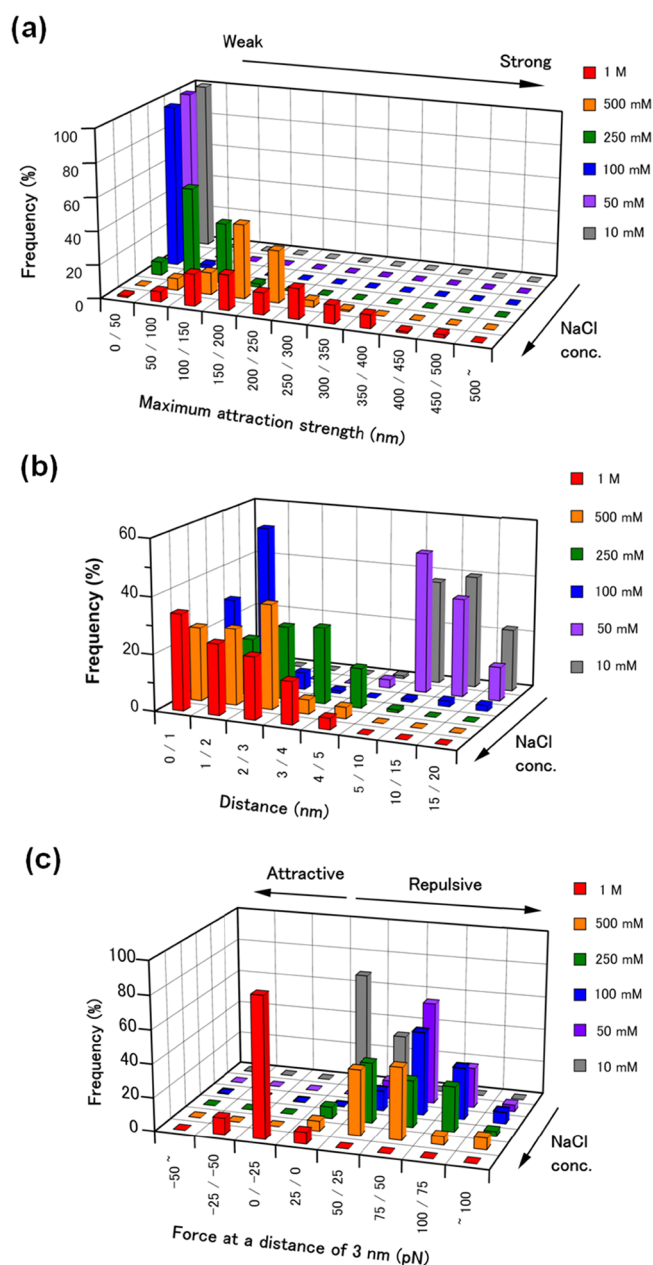 (a)
Weak
Strong
1 M
500 mM
250 mM
100 mM
50 mM
10 mM
Frequency (%)
100
80
60
40
20
0
0 / 50
50 / 100
100 / 150
150 / 200
200 / 250
250 / 300
300 / 350
350 / 400
400 / 450
450 / 500
500 ~
NaCl
conc.
Maximum attraction strength (nm)
(b)
1 M
500 mM
250 mM
100 mM
50 mM
10 mM
Frequency (%)
60
40
20
0
0 / 1
1 / 2
2 / 3
3 / 4
4 / 5
5 / 10
10 / 15
15 / 20
NaCl
conc.
Distance (nm)
(c)
Attractive
Repulsive
1 M
500 mM
250 mM
100 mM
50 mM
10 mM
Frequency (%)
100
80
60
40
20
0
-50 ~
-25 / -50
0 / -25
25 / 0
50 / 25
75 / 50
100 / 75
~ 100
NaCl
conc.
Force at a distance of 3 nm (pN)